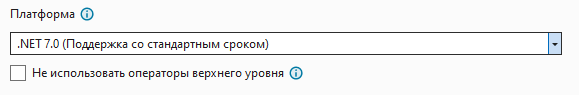 Платформа
.NET 7.0 (Поддержка со стандартным сроком)
Не использовать операторы верхнего уровня